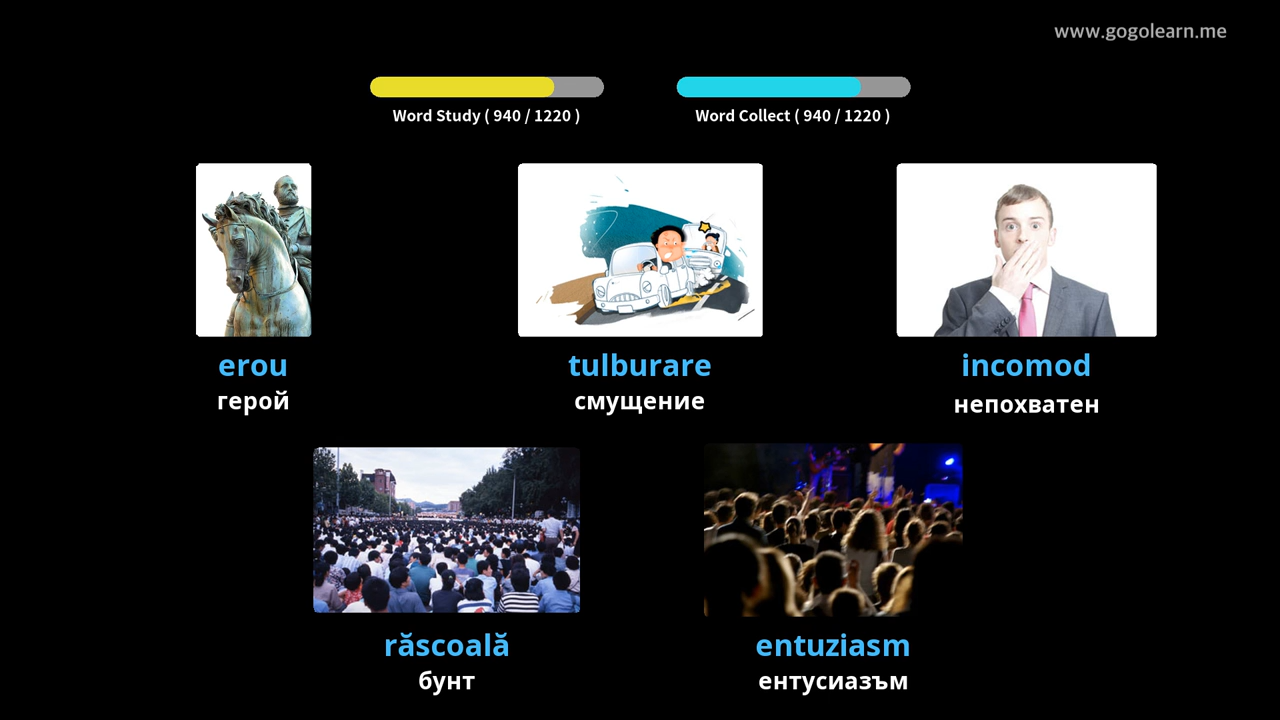 www.gogolearn.me
Word Study ( 940 / 1220 )
Word Collect ( 940 / 1220 )
erou
герой
tulburare
смущение
incomod
непохватен
răscoală
бунт
entuziasm
ентусиазъм